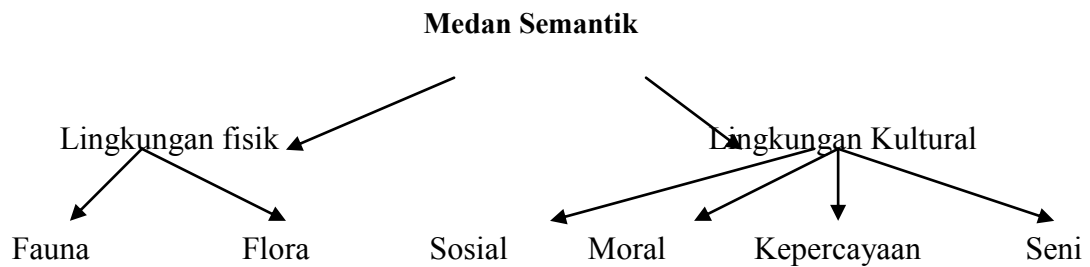 Medan Semantik
Lingkungan fisik Lingkungan Kultural
Fauna Flora Sosial Moral Kepercayaan Seni